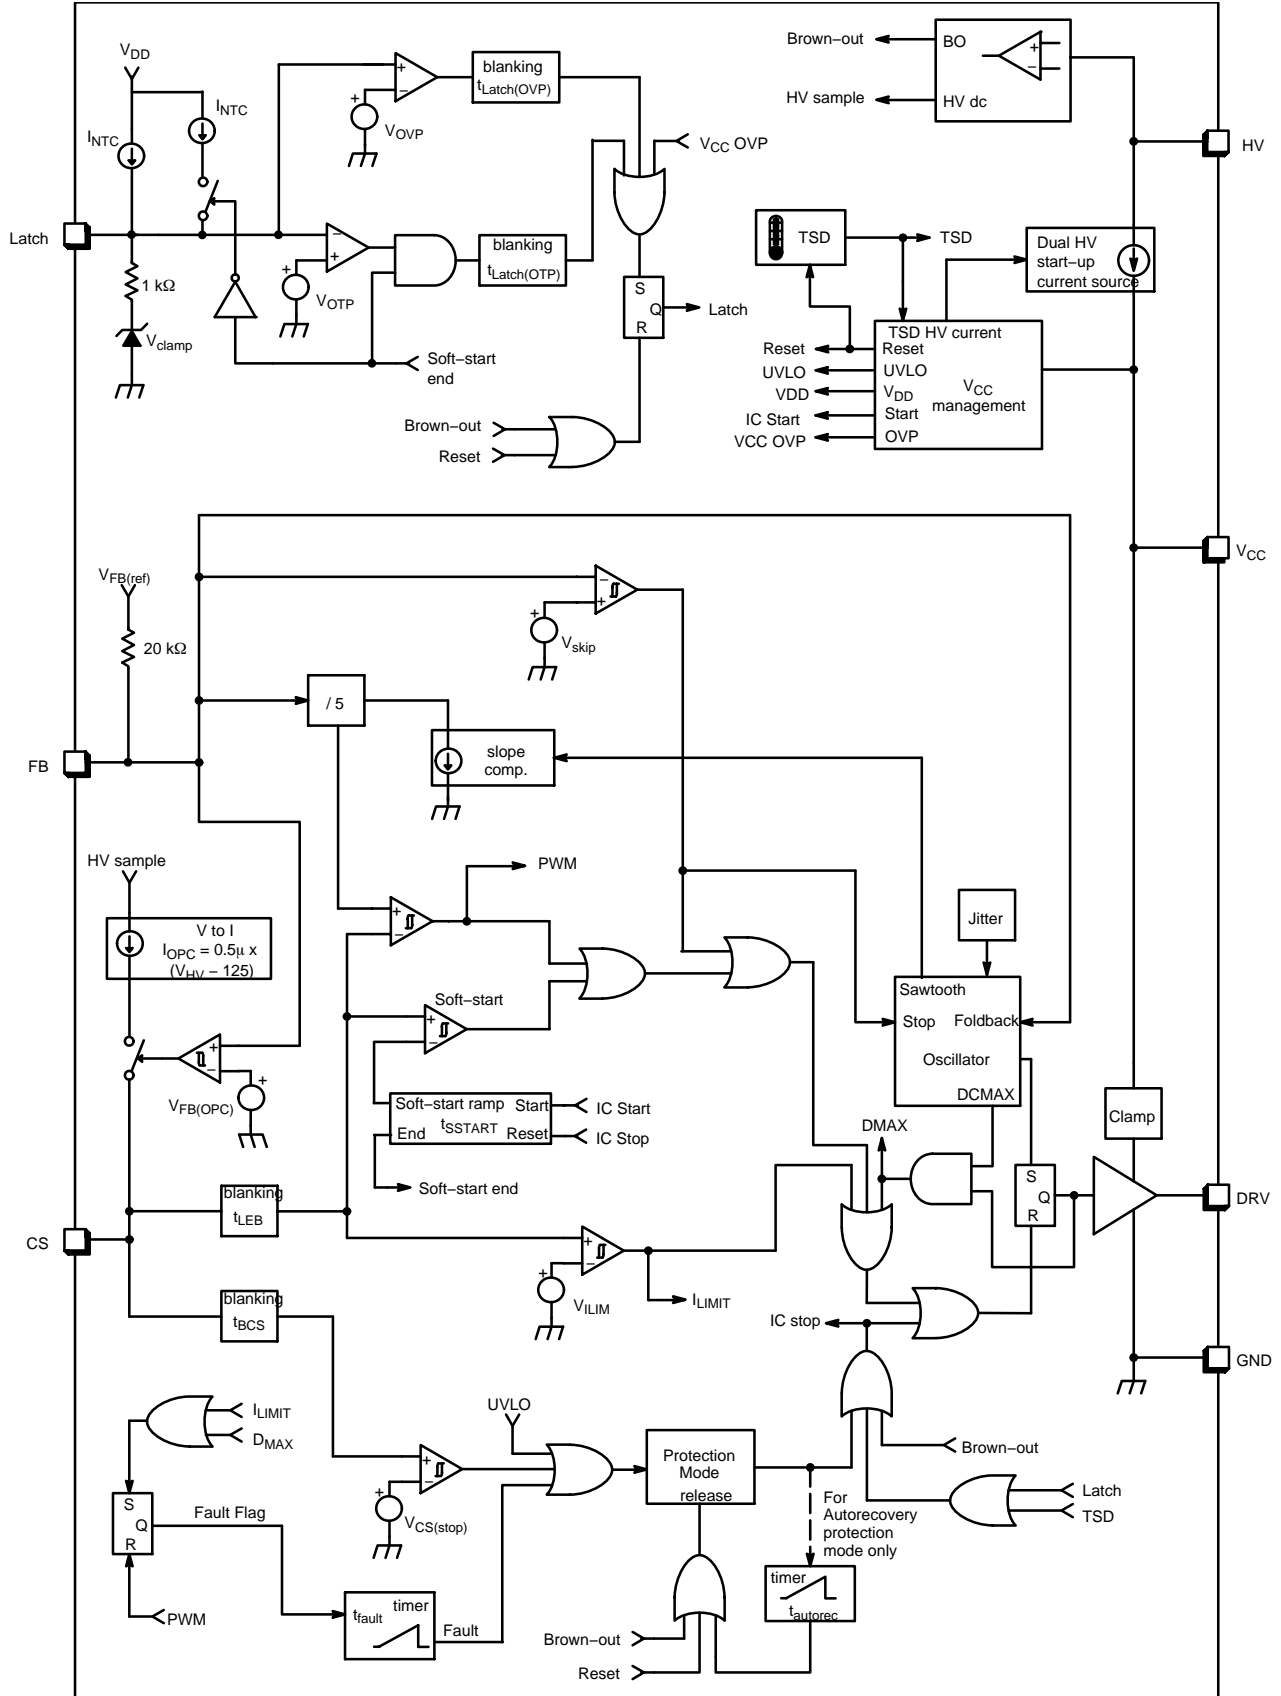 V_DD
I_NTC
I_NTC
Latch
1 kΩ
V_clamp
+
V_OVP
+
−
blanking
t_Latch(OVP)
V_CC OVP
−
+
+
V_OTP
blanking
t_Latch(OTP)
Soft−start
end
S
Q
R
Latch
Brown−out
Reset
Brown−out
HV sample
BO
HV dc
+
−
HV
TSD
TSD
Dual HV
start−up
current source
TSD HV current
Reset
UVLO
V_DD
Start
OVP
V_CC
management
Reset
UVLO
VDD
IC Start
VCC OVP
V_CC
V_FB(ref)
20 kΩ
FB
−
+
+
V_skip
/ 5
slope
comp.
HV sample
V to I
I_OPC = 0.5μ x
(V_HV − 125)
+
−
+
V_FB(OPC)
PWM
+
−
Soft−start
+
−
Soft−start ramp
Start
t_SSTART
End
Reset
IC Start
IC Stop
Soft−start end
Jitter
Sawtooth
Stop
Foldback
Oscillator
DCMAX
DMAX
Clamp
S
Q
R
DRV
CS
blanking
t_LEB
+
−
+
V_ILIM
I_LIMIT
blanking
t_BCS
IC stop
GND
I_LIMIT
D_MAX
S
Q
R
Fault Flag
PWM
UVLO
+
−
+
V_CS(stop)
Protection
Mode
release
Brown−out
Latch
TSD
For
Autorecovery
protection
mode only
timer
t_autorec
timer
t_fault
Fault
Brown−out
Reset